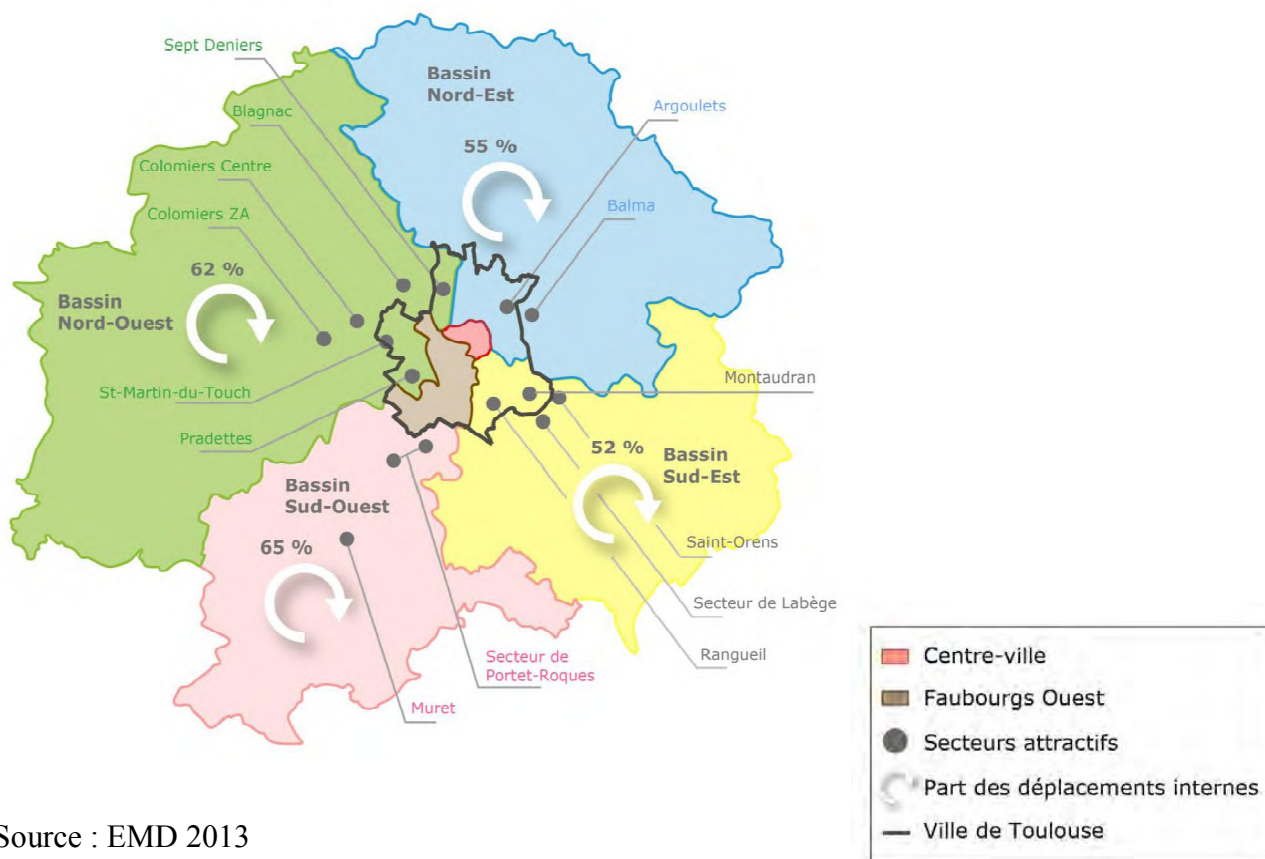 Sept Deniers
Bassin
Nord-Est
Blagnac
Argoulets
55 %
Colomiers Centre
Balma
Colomiers ZA
62 %
Bassin
Nord-Ouest
St-Martin-du-Touch
Montaudran
Pradettes
52 %
Bassin
Sud-Est
Bassin
Sud-Ouest
65 %
Saint-Orens
Secteur de Labège
Rangueil
Secteur de
Portet-Roques
Muret
Centre-ville
Faubourgs Ouest
Secteurs attractifs
Part des déplacements internes
Ville de Toulouse
Source : EMD 2013